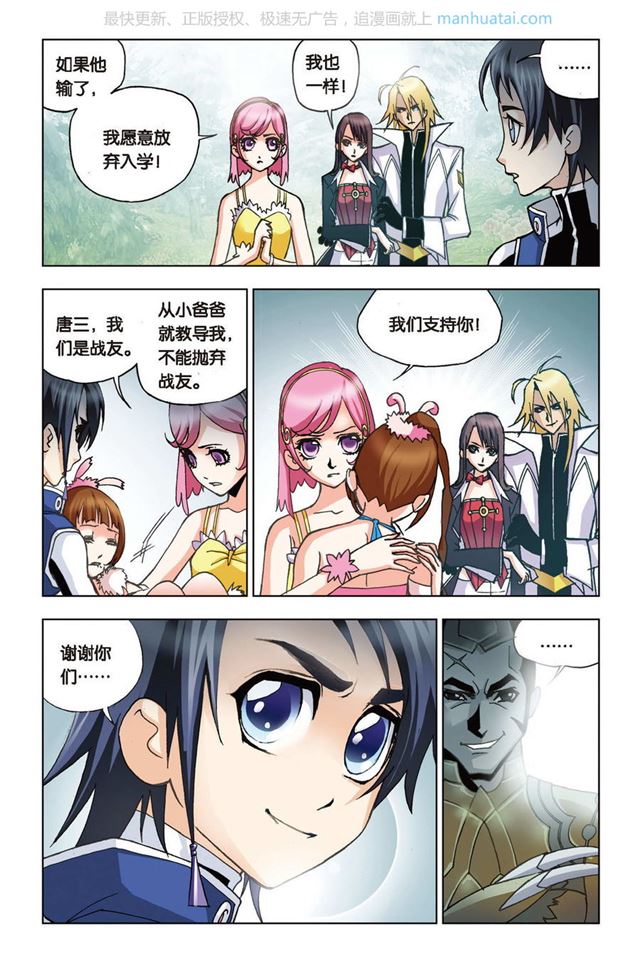 最快更新、正版授权、极速无广告，追漫画就上 manhuatai.com
如果他
输了，
我愿意放
弃入学！
我也
一样！
……
唐三，我
们是战友。
从小爸爸
就教导我，
不能抛弃
战友。
我们支持你！
谢谢你
们……
……